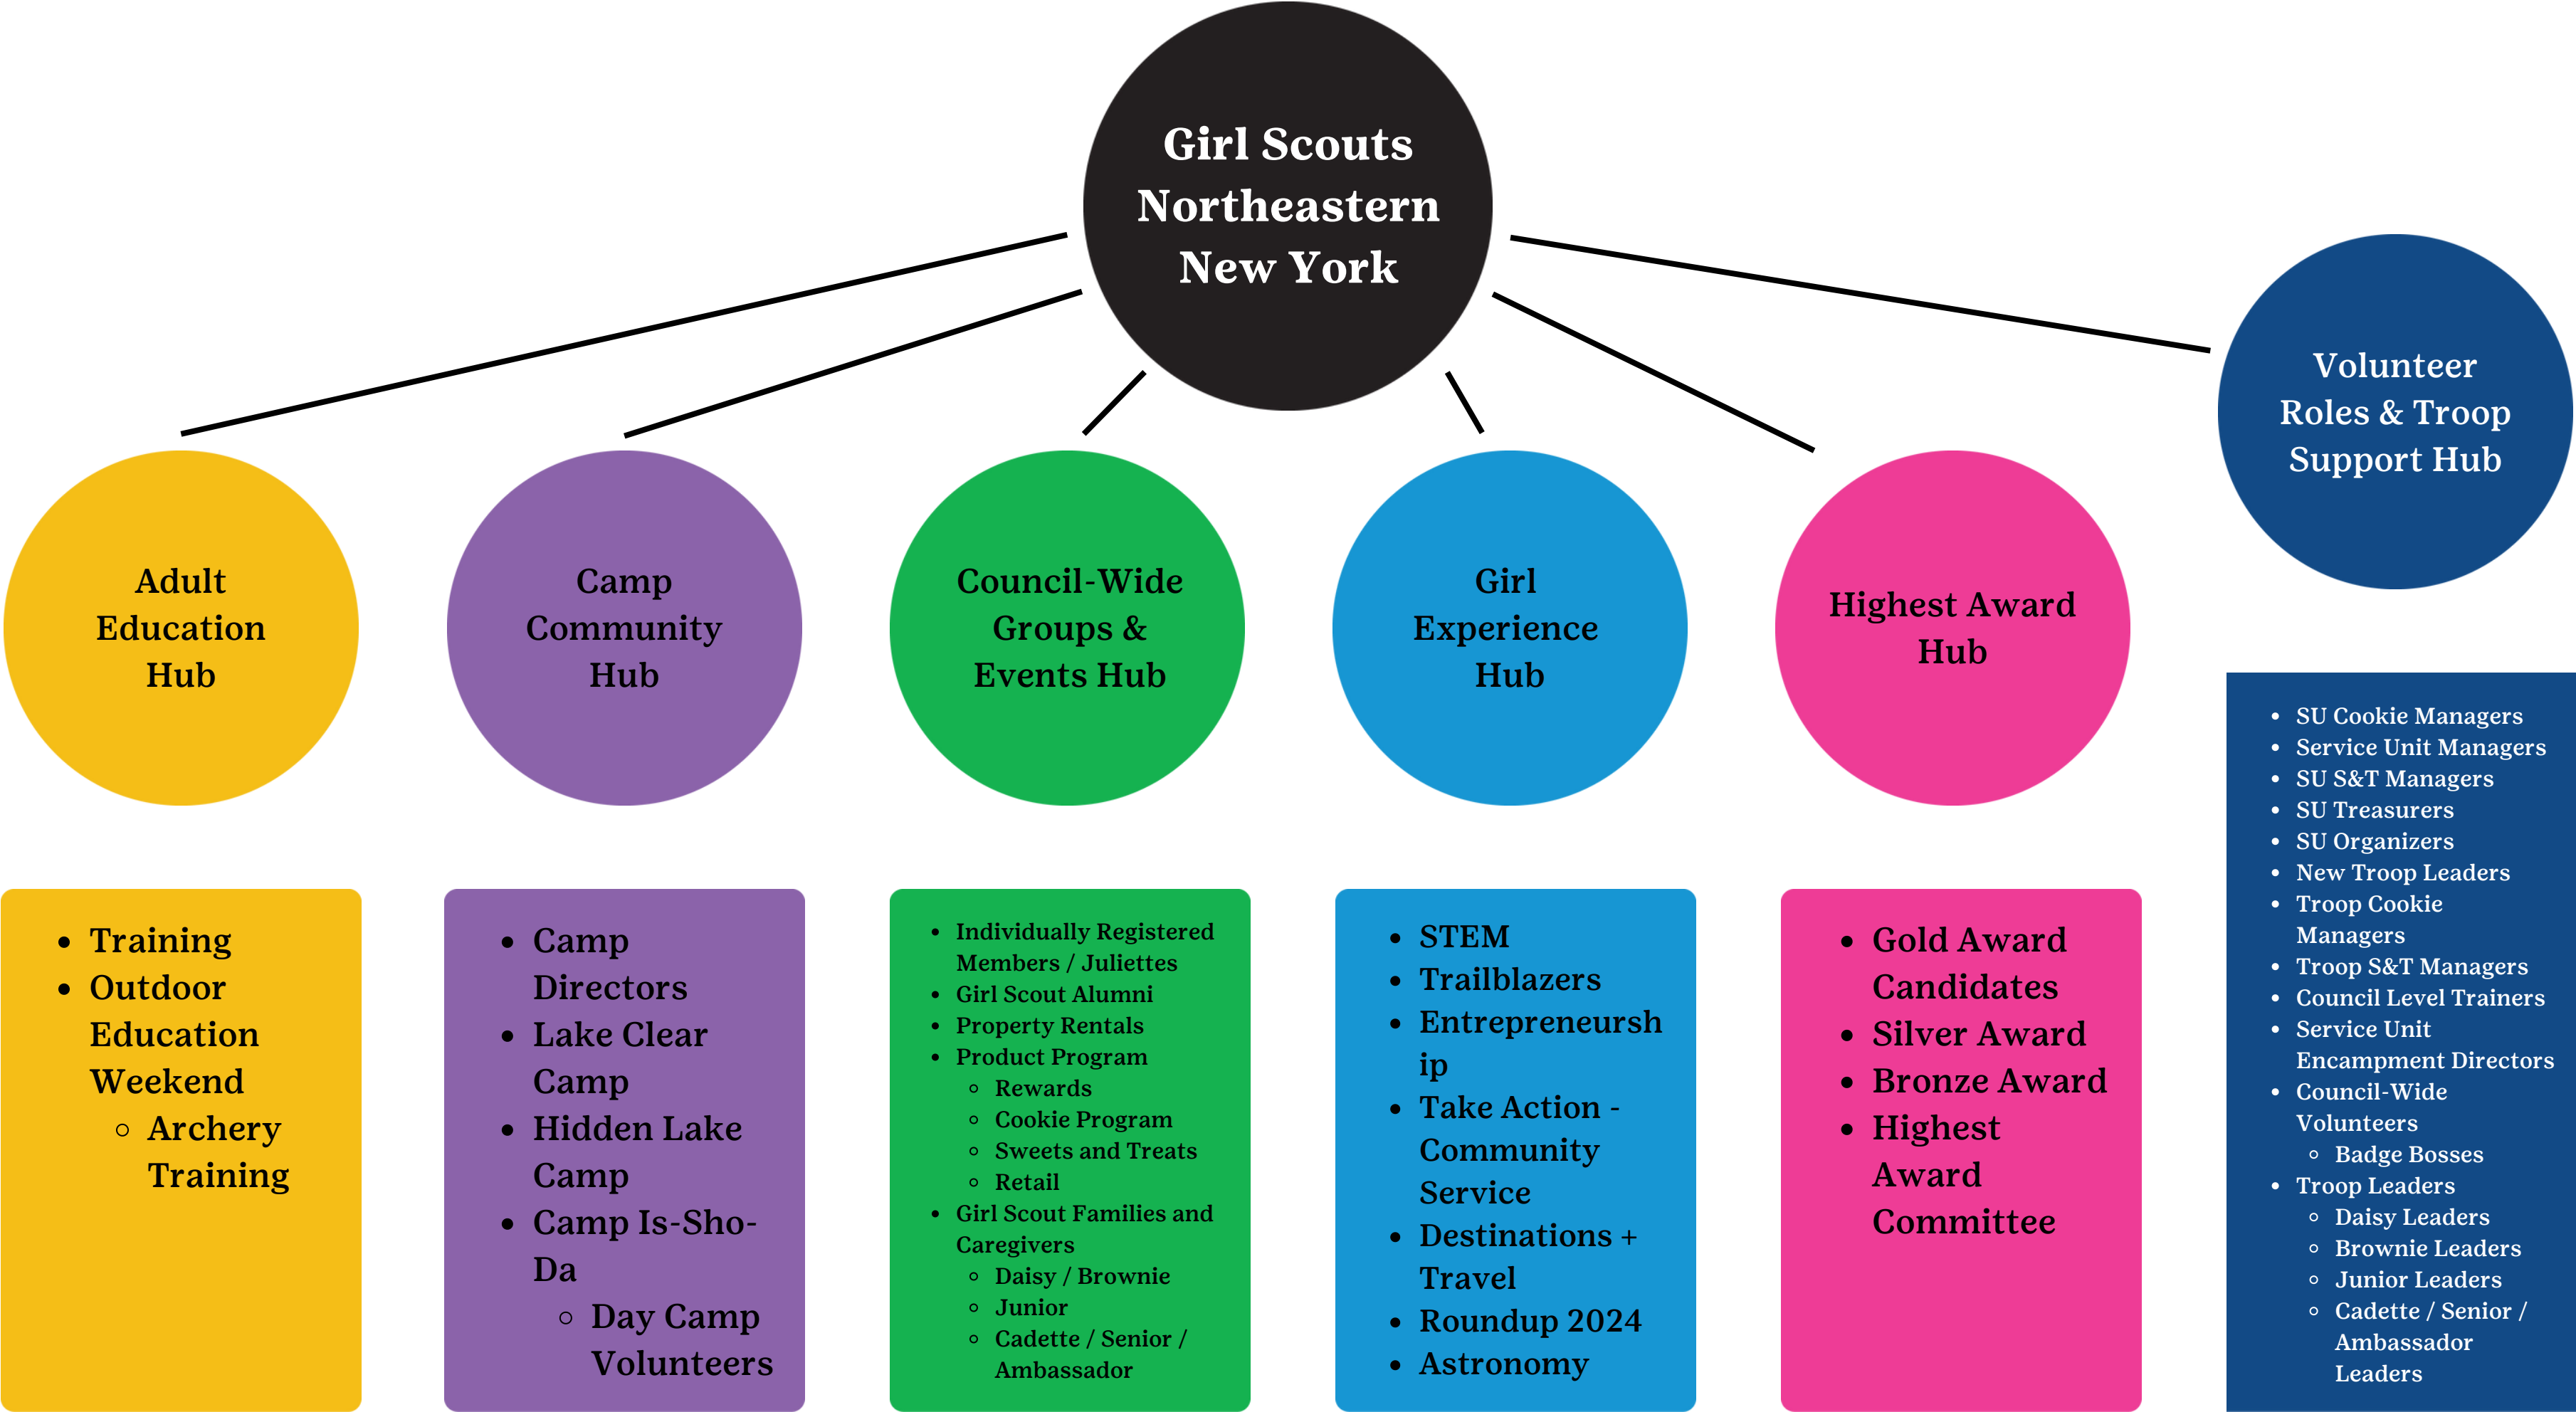 Girl Scouts
Northeastern
New York
Adult
Education
Hub
Camp
Community
Hub
Council-Wide
Groups &
Events Hub
Girl
Experience
Hub
Highest Award
Hub
Volunteer
Roles & Troop
Support Hub
• Training
• Outdoor
Education
Weekend
◦ Archery
Training
• Camp
Directors
• Lake Clear
Camp
• Hidden Lake
Camp
• Camp Is-Sho-
Da
◦ Day Camp
Volunteers
• Individually Registered
Members / Juliettes
• Girl Scout Alumni
• Property Rentals
• Product Program
◦ Rewards
◦ Cookie Program
◦ Sweets and Treats
◦ Retail
• Girl Scout Families and
Caregivers
◦ Daisy / Brownie
◦ Junior
◦ Cadette / Senior /
Ambassador
• STEM
• Trailblazers
• Entrepreneursh
ip
• Take Action -
Community
Service
• Destinations +
Travel
• Roundup 2024
• Astronomy
• Gold Award
Candidates
• Silver Award
• Bronze Award
• Highest
Award
Committee
• SU Cookie Managers
• Service Unit Managers
• SU S&T Managers
• SU Treasurers
• SU Organizers
• New Troop Leaders
• Troop Cookie
Managers
• Troop S&T Managers
• Council Level Trainers
• Service Unit
Encampment Directors
• Council-Wide
Volunteers
◦ Badge Bosses
• Troop Leaders
◦ Daisy Leaders
◦ Brownie Leaders
◦ Junior Leaders
◦ Cadette / Senior /
Ambassador
Leaders